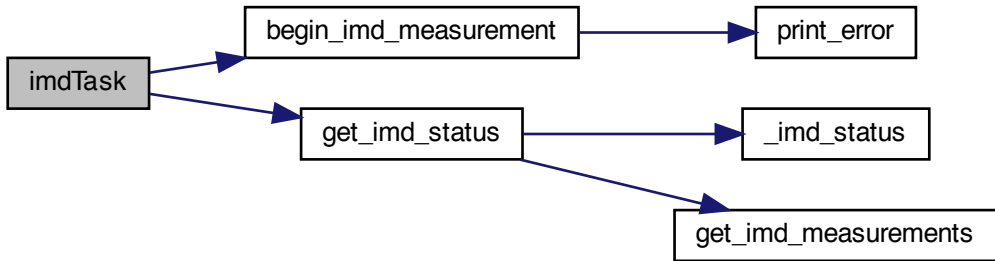 imdTask
begin_imd_measurement
print_error
get_imd_status
_imd_status
get_imd_measurements